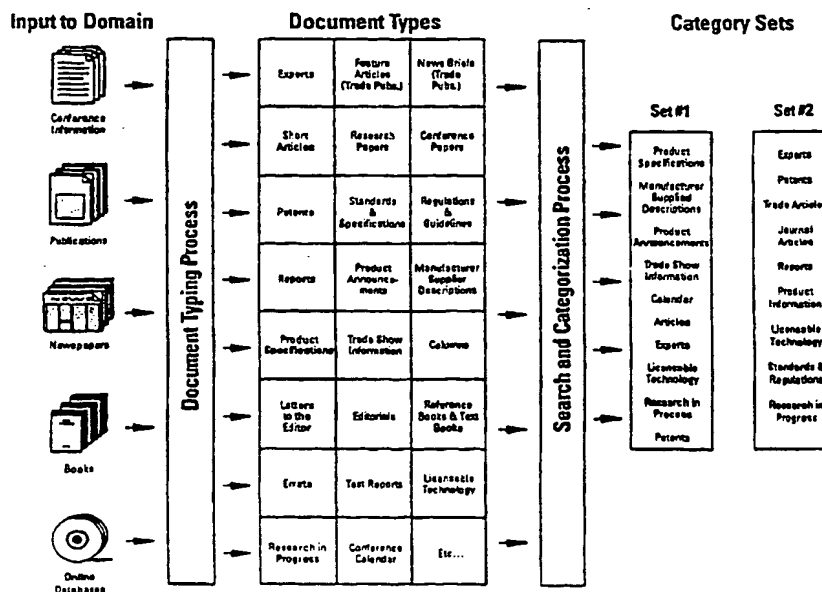 Input to Domain
Document Types
Category Sets
Conference
Information
Publications
Newspapers
Books
Online
Databases
Document Typing Process
Experts
Feature
Articles
(Trade Pubs.)
News Briefs
(Trade
Pubs.)
Short
Articles
Research
Papers
Conference
Papers
Patents
Standards
&
Specifications
Regulations
&
Guidelines
Reports
Product
Announce-
ments
Manufacturer
Supplier
Descriptions
Product
Specifications
Trade Show
Information
Columns
Letters
to the
Editor
Editorials
Reference
Books & Text
Books
Errata
Test Reports
Licensable
Technology
Research in
Progress
Conference
Calendar
Etc...
Search and Categorization Process
Set #1
Product
Specifications
Manufacturer
Supplied
Descriptions
Product
Announcements
Trade Show
Information
Calendar
Articles
Experts
Licensable
Technology
Research in
Process
Patents
Set #2
Experts
Patents
Trade Article
Journal
Articles
Reports
Product
Information
Licensable
Technology
Standards &
Regulations
Research in
Progress